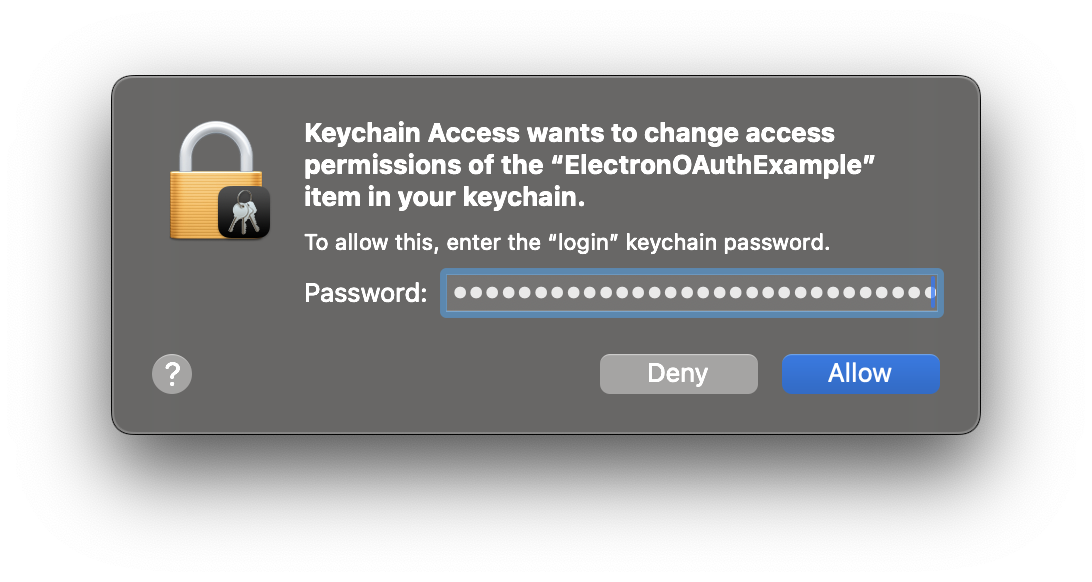 Keychain Access wants to change access
permissions of the “ElectronOAuthExample”
item in your keychain.
To allow this, enter the “login” keychain password.
Password: ●●●●●●●●●●●●●●●●●●●●●●●●●●●●●●
?
Deny
Allow